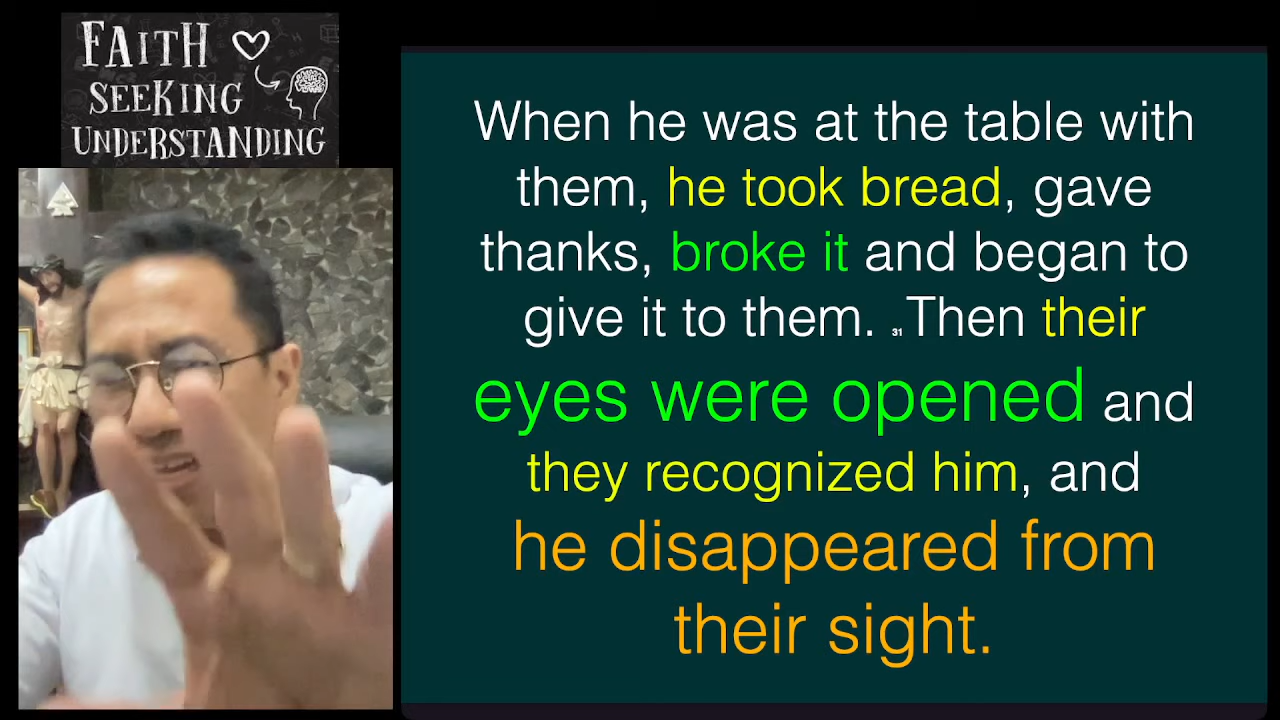 FAITH
SEEKING
UNDERSTANDING
When he was at the table with
them, he took bread, gave
thanks, broke it and began to
give it to them. 31Then their
eyes were opened and
they recognized him, and
he disappeared from
their sight.